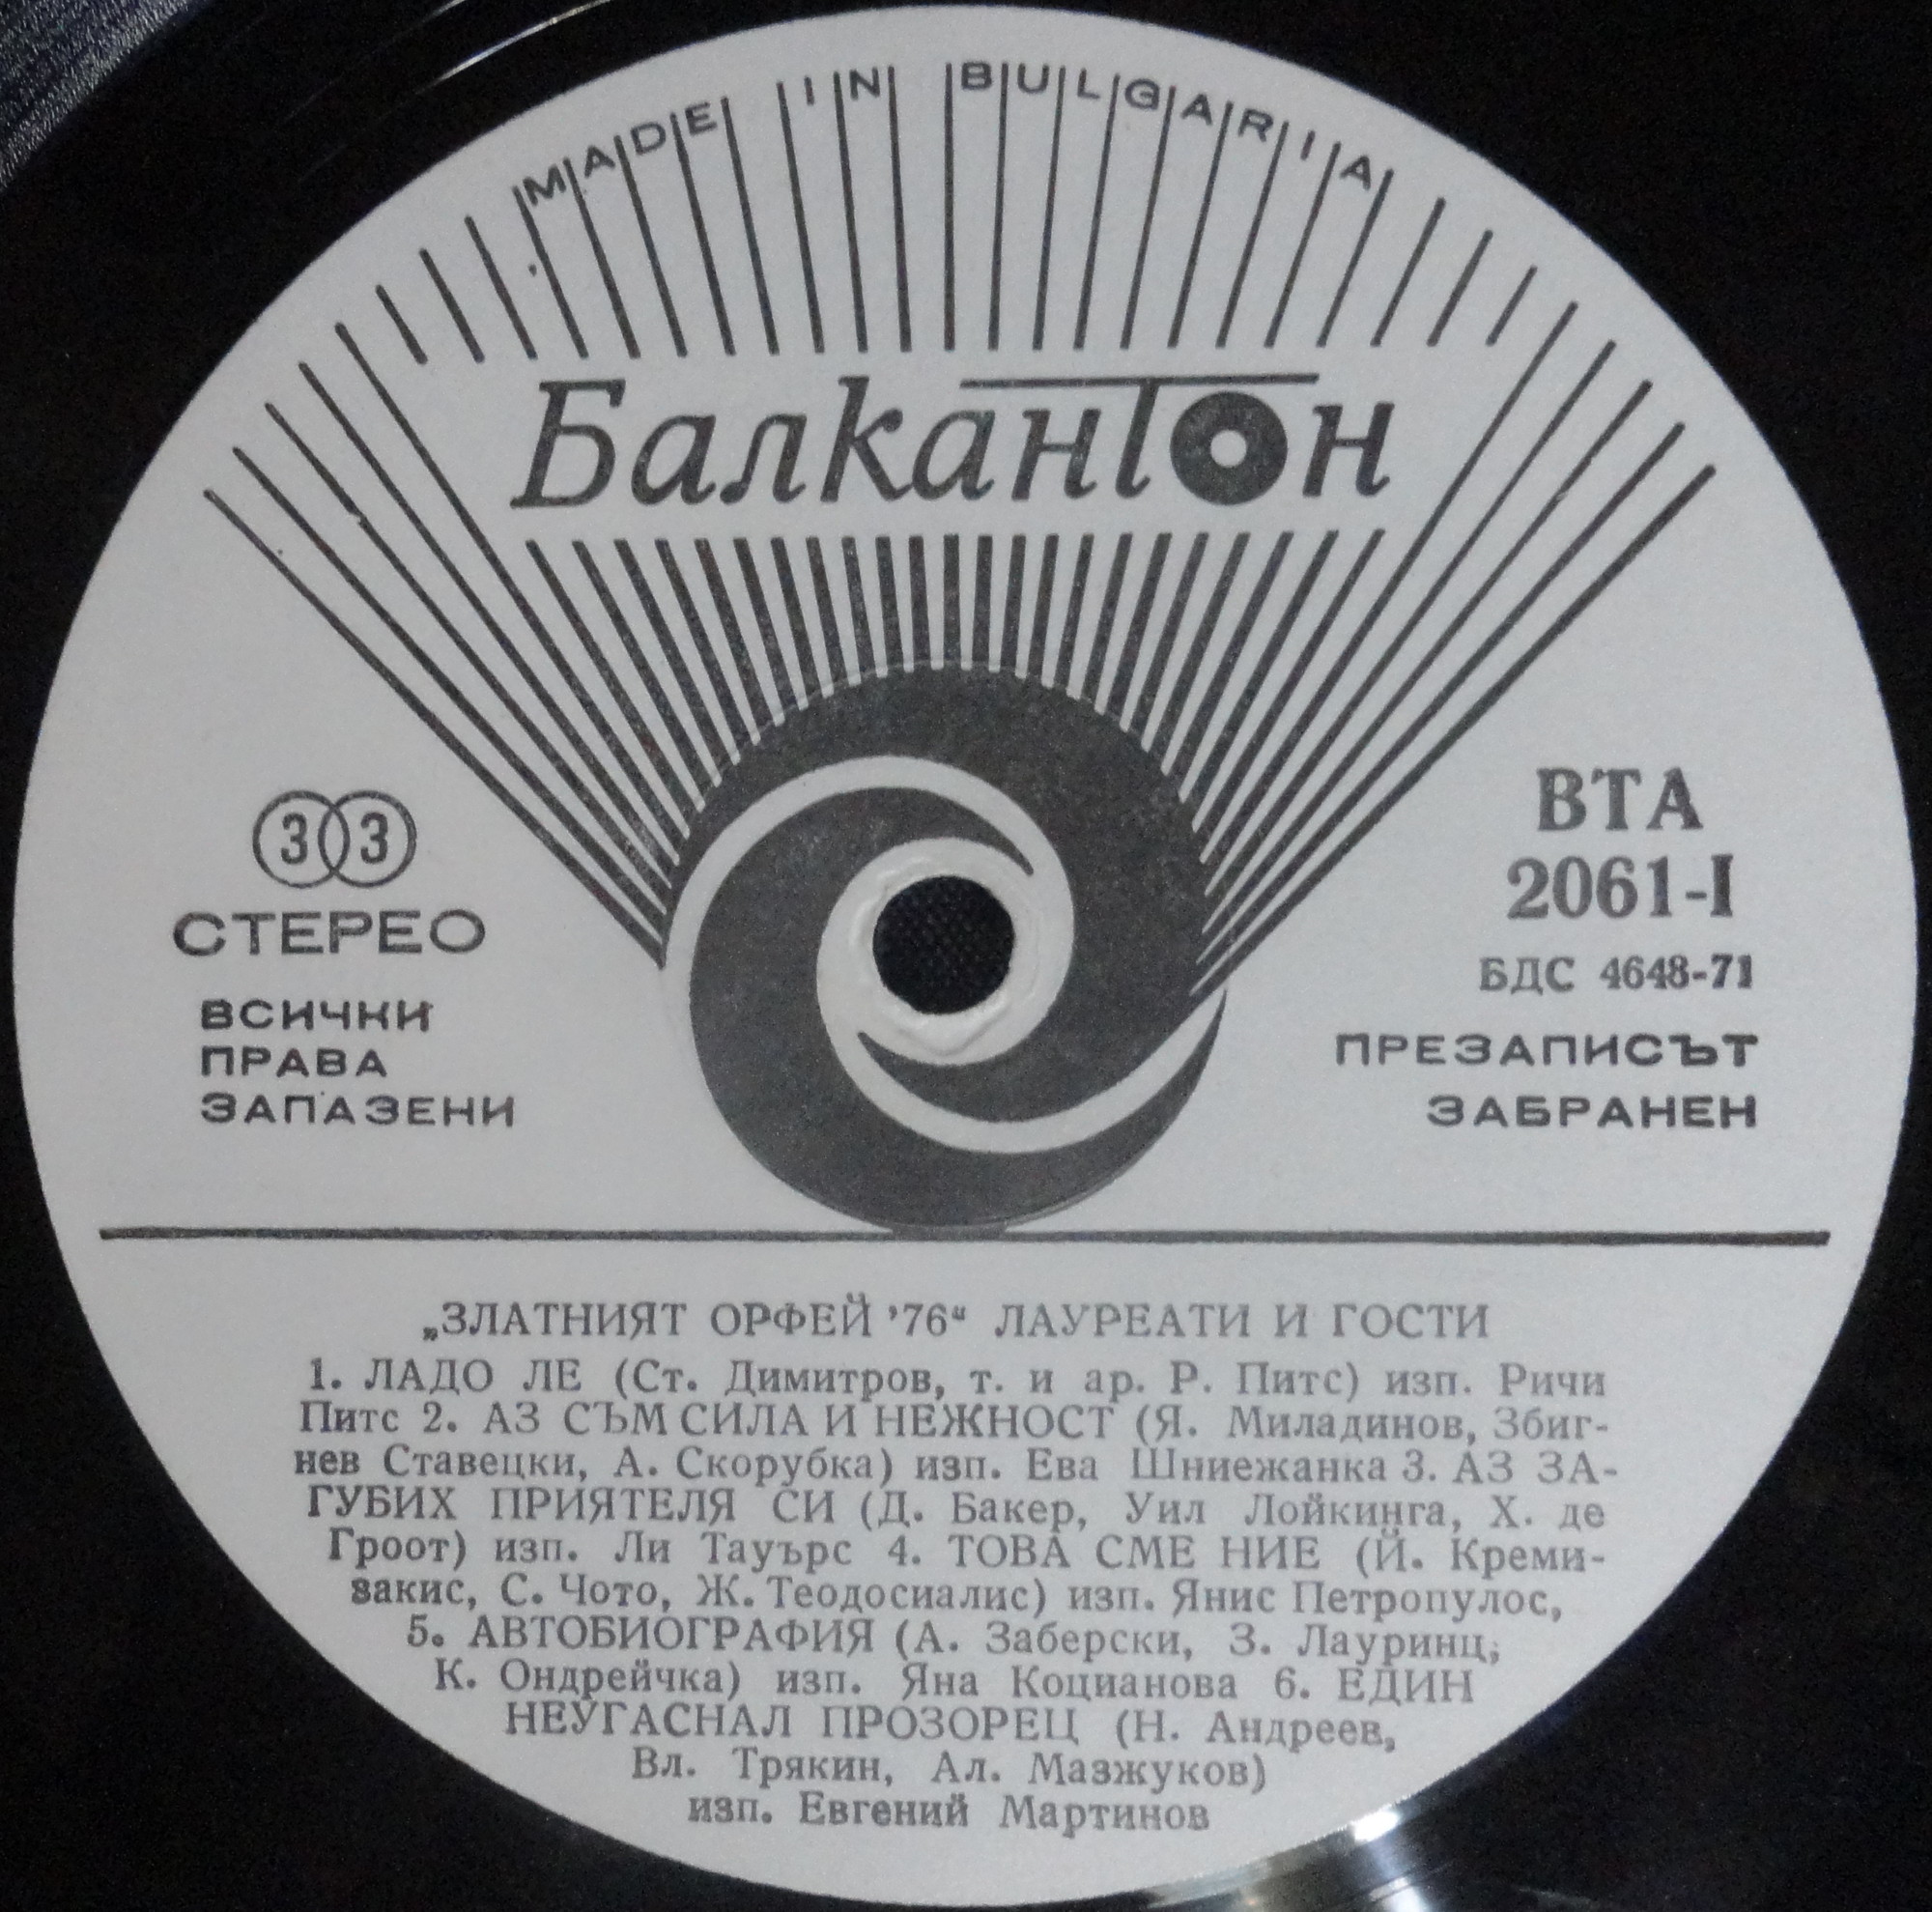 MADE IN BULGARIA
Балкантон
33
СТЕРЕО
ВСИЧКИ
ПРАВА
ЗАПАЗЕНИ
ВТА
2061-I
БДС 4648-71
ПРЕЗАПИСЪТ
ЗАБРАНЕН
„ЗЛАТНИЯТ ОРФЕЙ '76“ ЛАУРЕАТИ И ГОСТИ
1. ЛАДО ЛЕ (Ст. Димитров, т. и ар. Р. Питс) изп. Ричи
Питс 2. АЗ СЪМ СИЛА И НЕЖНОСТ (Я. Миладинов, Збиг-
нев Ставецки, А. Скорубка) изп. Ева Шниежанка 3. АЗ ЗА-
ГУБИХ ПРИЯТЕЛЯ СИ (Д. Бакер, Уил Лойкинга, Х. де
Гроот) изп. Ли Тауърс 4. ТОВА СМЕ НИЕ (Й. Креми-
закис, С. Чото, Ж. Теодосиалис) изп. Янис Петропулос,
5. АВТОБИОГРАФИЯ (А. Заберски, З. Лауринц,
К. Ондрейчка) изп. Яна Коцианова 6. ЕДИН
НЕУГАСНАЛ ПРОЗОРЕЦ (Н. Андреев,
Вл. Трякин, Ал. Мазжуков)
изп. Евгений Мартинов